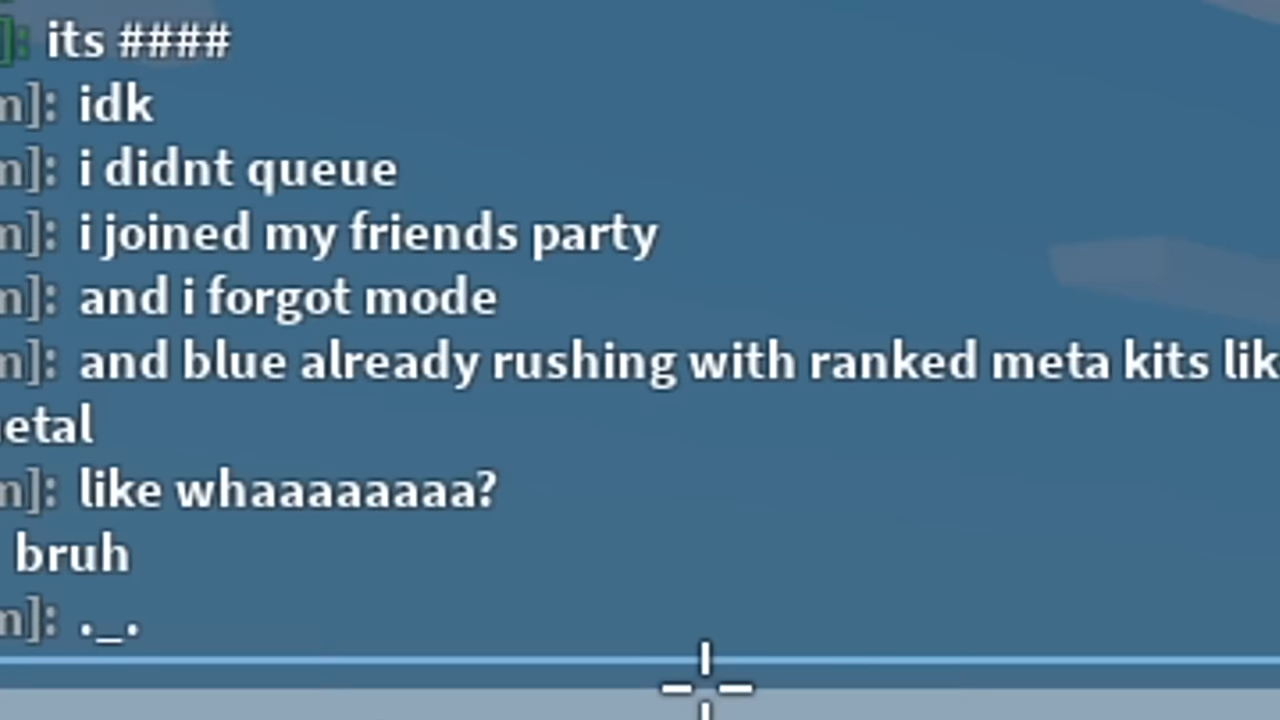 ]: its ####
m]: idk
m]: i didnt queue
m]: i joined my friends party
m]: and i forgot mode
m]: and blue already rushing with ranked meta kits lik
etal
m]: like whaaaaaaaa?
bruh
m]: ._.